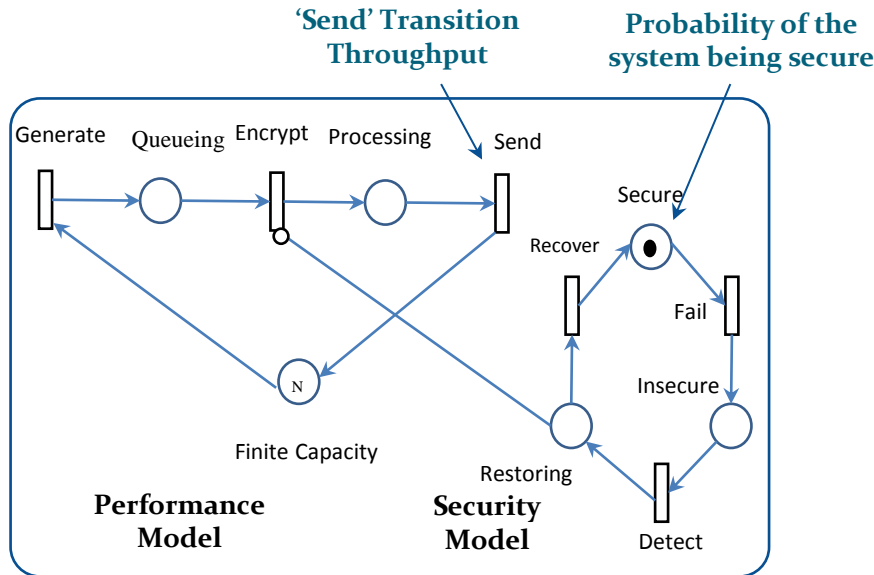 ‘Send’ Transition
Throughput
Probability of the
system being secure
Generate
Queueing
Encrypt
Processing
Send
Secure
Recover
Fail
N
Insecure
Finite Capacity
Restoring
Performance
Model
Security
Model
Detect